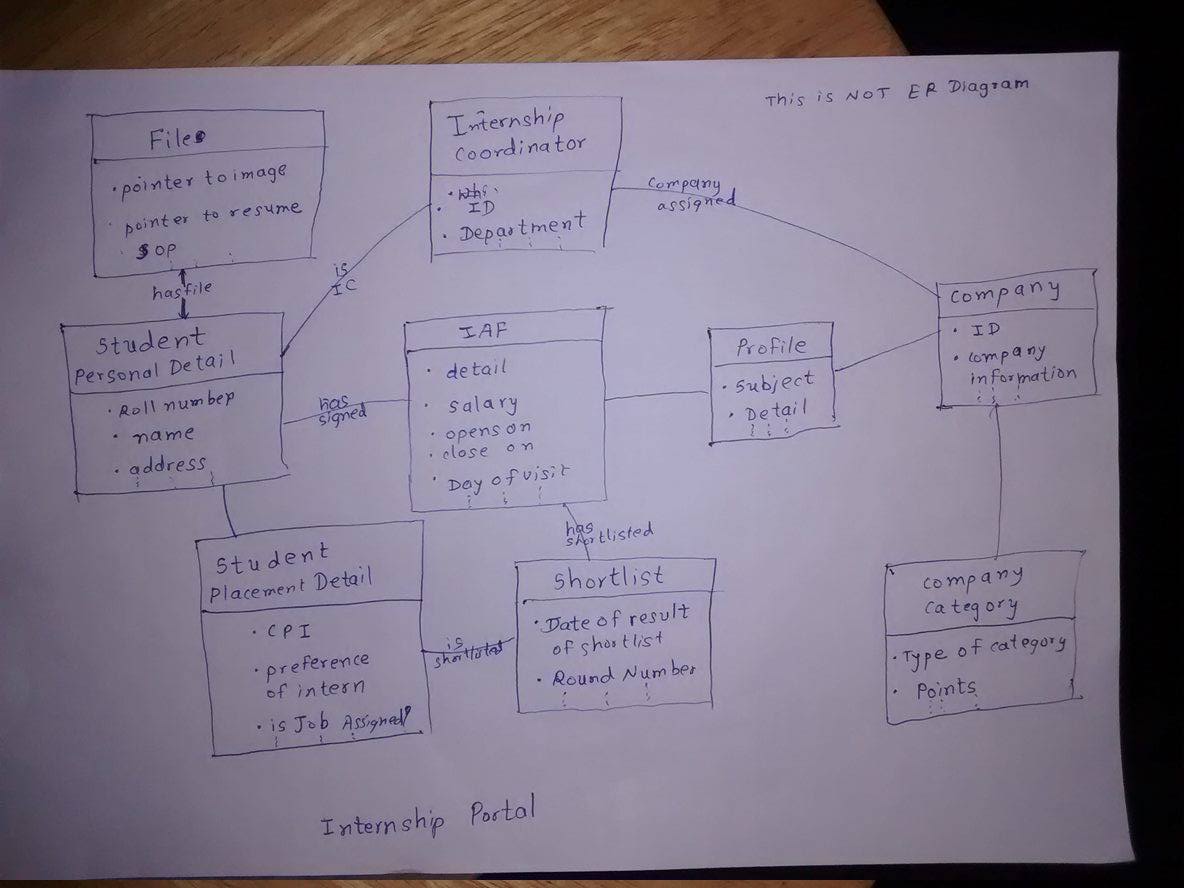 This is NOT ER Diagram
File
• pointer to image
• pointer to resume
• SOP
has file
Internship
Coordinator
• ID
• Department
is
IC
Company
assigned
Company
• ID
• company
information
Student
Personal Detail
• Roll number
• name
• address
has
signed
IAF
• detail
• salary
• opens on
• close on
• Day of visit
Profile
• Subject
• Detail
has
shortlisted
Student
Placement Detail
• CPI
• preference
of intern
• is Job Assigned?
is
Shortlist
• Date of result
of shortlist
• Round Number
Company
Category
• Type of category
• Points
Internship Portal